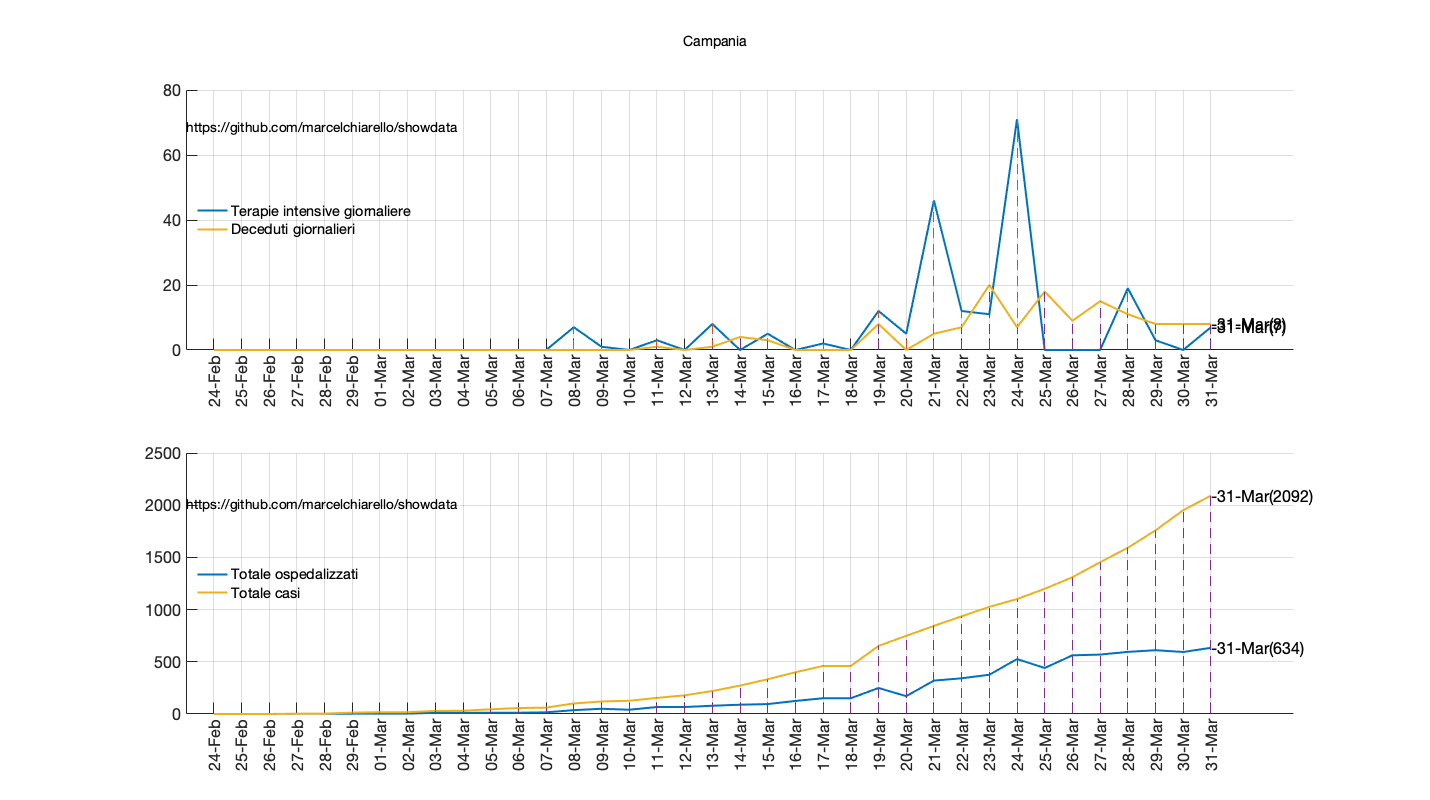 Campania
80
60
40
20
0
https://github.com/marcelchiarello/showdata
Terapie intensive giornaliere
Deceduti giornalieri
-31-Mar(8)
-31-Mar(7)
24-Feb
25-Feb
26-Feb
27-Feb
28-Feb
29-Feb
01-Mar
02-Mar
03-Mar
04-Mar
05-Mar
06-Mar
07-Mar
08-Mar
09-Mar
10-Mar
11-Mar
12-Mar
13-Mar
14-Mar
15-Mar
16-Mar
17-Mar
18-Mar
19-Mar
20-Mar
21-Mar
22-Mar
23-Mar
24-Mar
25-Mar
26-Mar
27-Mar
28-Mar
29-Mar
30-Mar
31-Mar
2500
2000
1500
1000
500
0
https://github.com/marcelchiarello/showdata
Totale ospedalizzati
Totale casi
-31-Mar(2092)
-31-Mar(634)
24-Feb
25-Feb
26-Feb
27-Feb
28-Feb
29-Feb
01-Mar
02-Mar
03-Mar
04-Mar
05-Mar
06-Mar
07-Mar
08-Mar
09-Mar
10-Mar
11-Mar
12-Mar
13-Mar
14-Mar
15-Mar
16-Mar
17-Mar
18-Mar
19-Mar
20-Mar
21-Mar
22-Mar
23-Mar
24-Mar
25-Mar
26-Mar
27-Mar
28-Mar
29-Mar
30-Mar
31-Mar